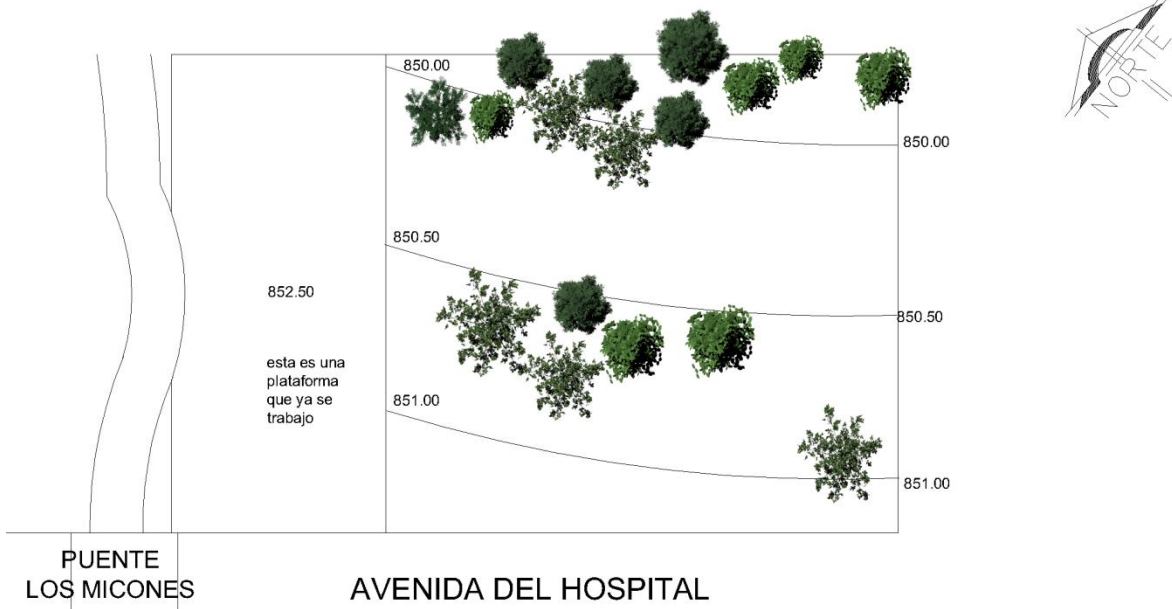 NORTE
850.00
850.00
850.50
852.50
850.50
esta es una
plataforma
que ya se
trabajo
851.00
851.00
PUENTE
LOS MICONES
AVENIDA DEL HOSPITAL